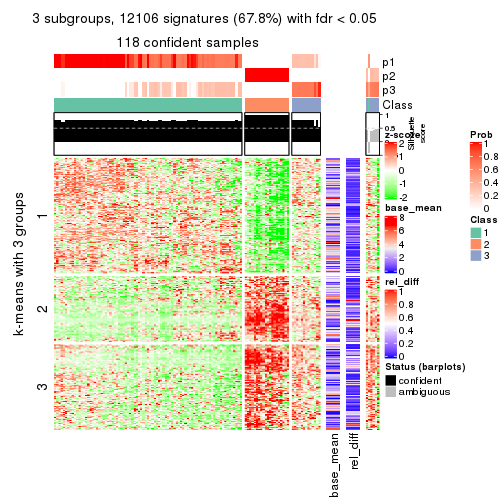 3 subgroups, 12106 signatures (67.8%) with fdr < 0.05
118 confident samples
p1
p2
p3
Class
1
0.5
0
Silhouette
score
k-means with 3 groups
1
2
3
base_mean
rel_diff
z-score
2
1
0
-1
-2
base_mean
8
6
4
2
0
rel_diff
1
0.8
0.6
0.4
0.2
0
Status (barplots)
confident
ambiguous
Prob
1
0.8
0.6
0.4
0.2
0
Class
1
2
3